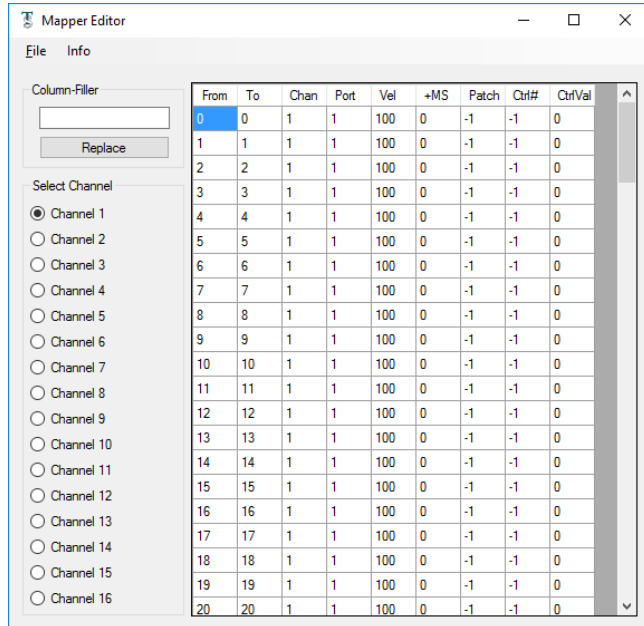 Mapper Editor
File Info
Column-Filler
Replace
Select Channel
Channel 1
Channel 2
Channel 3
Channel 4
Channel 5
Channel 6
Channel 7
Channel 8
Channel 9
Channel 10
Channel 11
Channel 12
Channel 13
Channel 14
Channel 15
Channel 16
From To Chan Port Vel +MS Patch Ctrl# CtrlVal
0 0 1 1 100 0 -1 -1 0
1 1 1 1 100 0 -1 -1 0
2 2 1 1 100 0 -1 -1 0
3 3 1 1 100 0 -1 -1 0
4 4 1 1 100 0 -1 -1 0
5 5 1 1 100 0 -1 -1 0
6 6 1 1 100 0 -1 -1 0
7 7 1 1 100 0 -1 -1 0
8 8 1 1 100 0 -1 -1 0
9 9 1 1 100 0 -1 -1 0
10 10 1 1 100 0 -1 -1 0
11 11 1 1 100 0 -1 -1 0
12 12 1 1 100 0 -1 -1 0
13 13 1 1 100 0 -1 -1 0
14 14 1 1 100 0 -1 -1 0
15 15 1 1 100 0 -1 -1 0
16 16 1 1 100 0 -1 -1 0
17 17 1 1 100 0 -1 -1 0
18 18 1 1 100 0 -1 -1 0
19 19 1 1 100 0 -1 -1 0
20 20 1 1 100 0 -1 -1 0